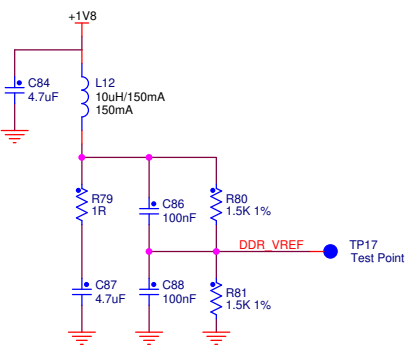 +1V8
C84
4.7uF
L12
10uH/150mA
150mA
R79
1R
C86
100nF
R80
1.5K 1%
DDR_VREF
TP17
Test Point
C87
4.7uF
C88
100nF
R81
1.5K 1%